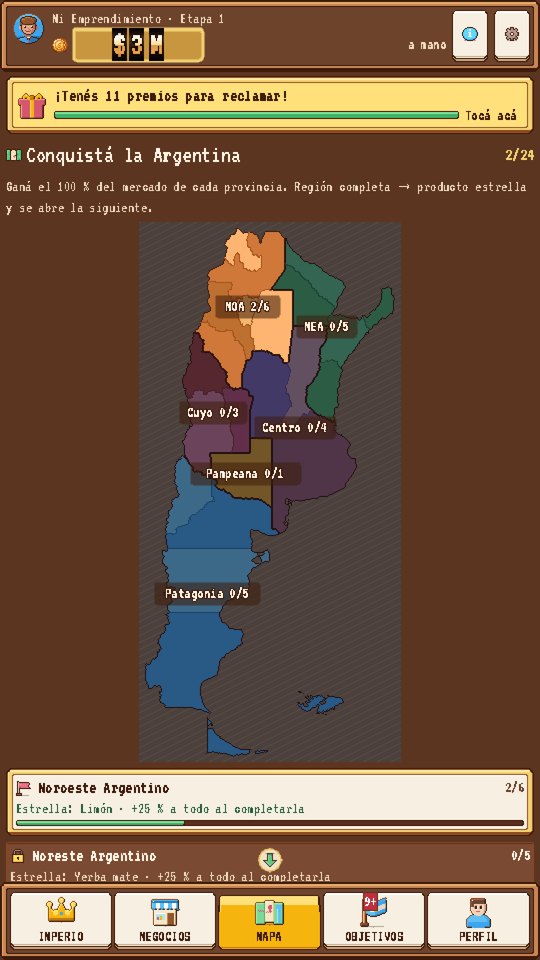 Mi Emprendimiento · Etapa 1
$3M
a mano
¡Tenés 11 premios para reclamar!
Tocá acá
Conquistá la Argentina
2/24
Ganá el 100 % del mercado de cada provincia. Región completa → producto estrella
y se abre la siguiente.
NOA 2/6
NEA 0/5
Cuyo 0/3
Centro 0/4
Pampeana 0/1
Patagonia 0/5
Noroeste Argentino
2/6
Estrella: Limón · +25 % a todo al completarla
Noreste Argentino
0/5
Estrella: Yerba mate · +25 % a todo al completarla
9+
IMPERIO
NEGOCIOS
MAPA
OBJETIVOS
PERFIL